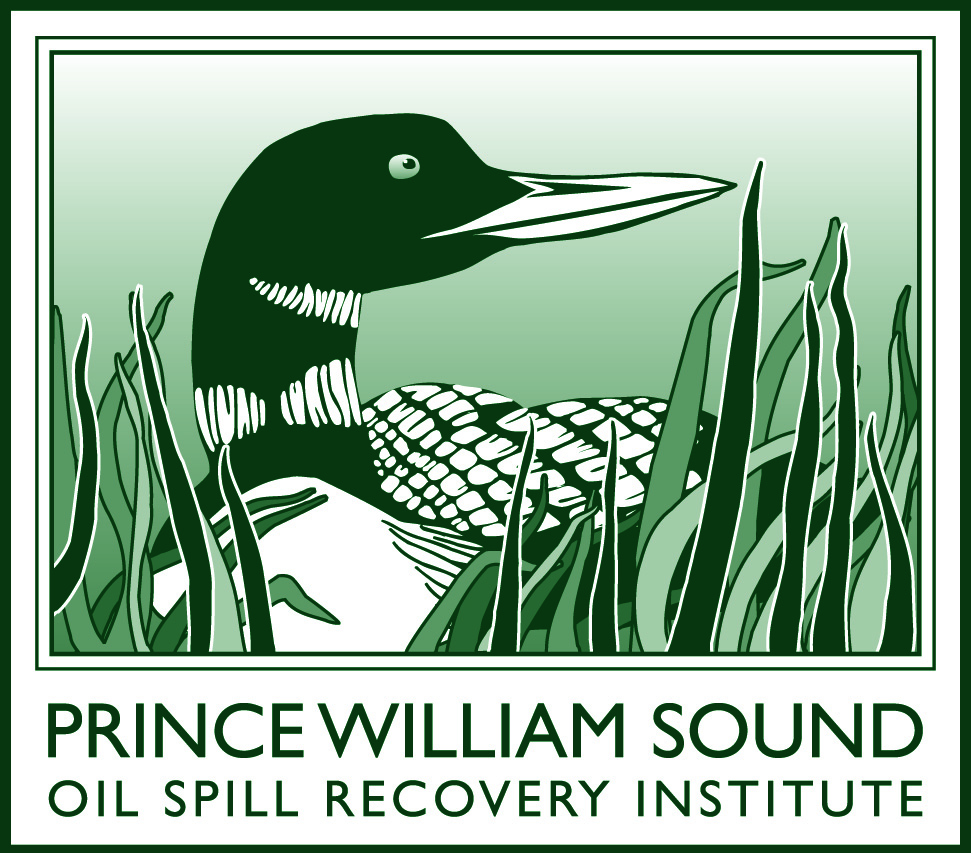 PRINCE WILLIAM SOUND
OIL SPILL RECOVERY INSTITUTE